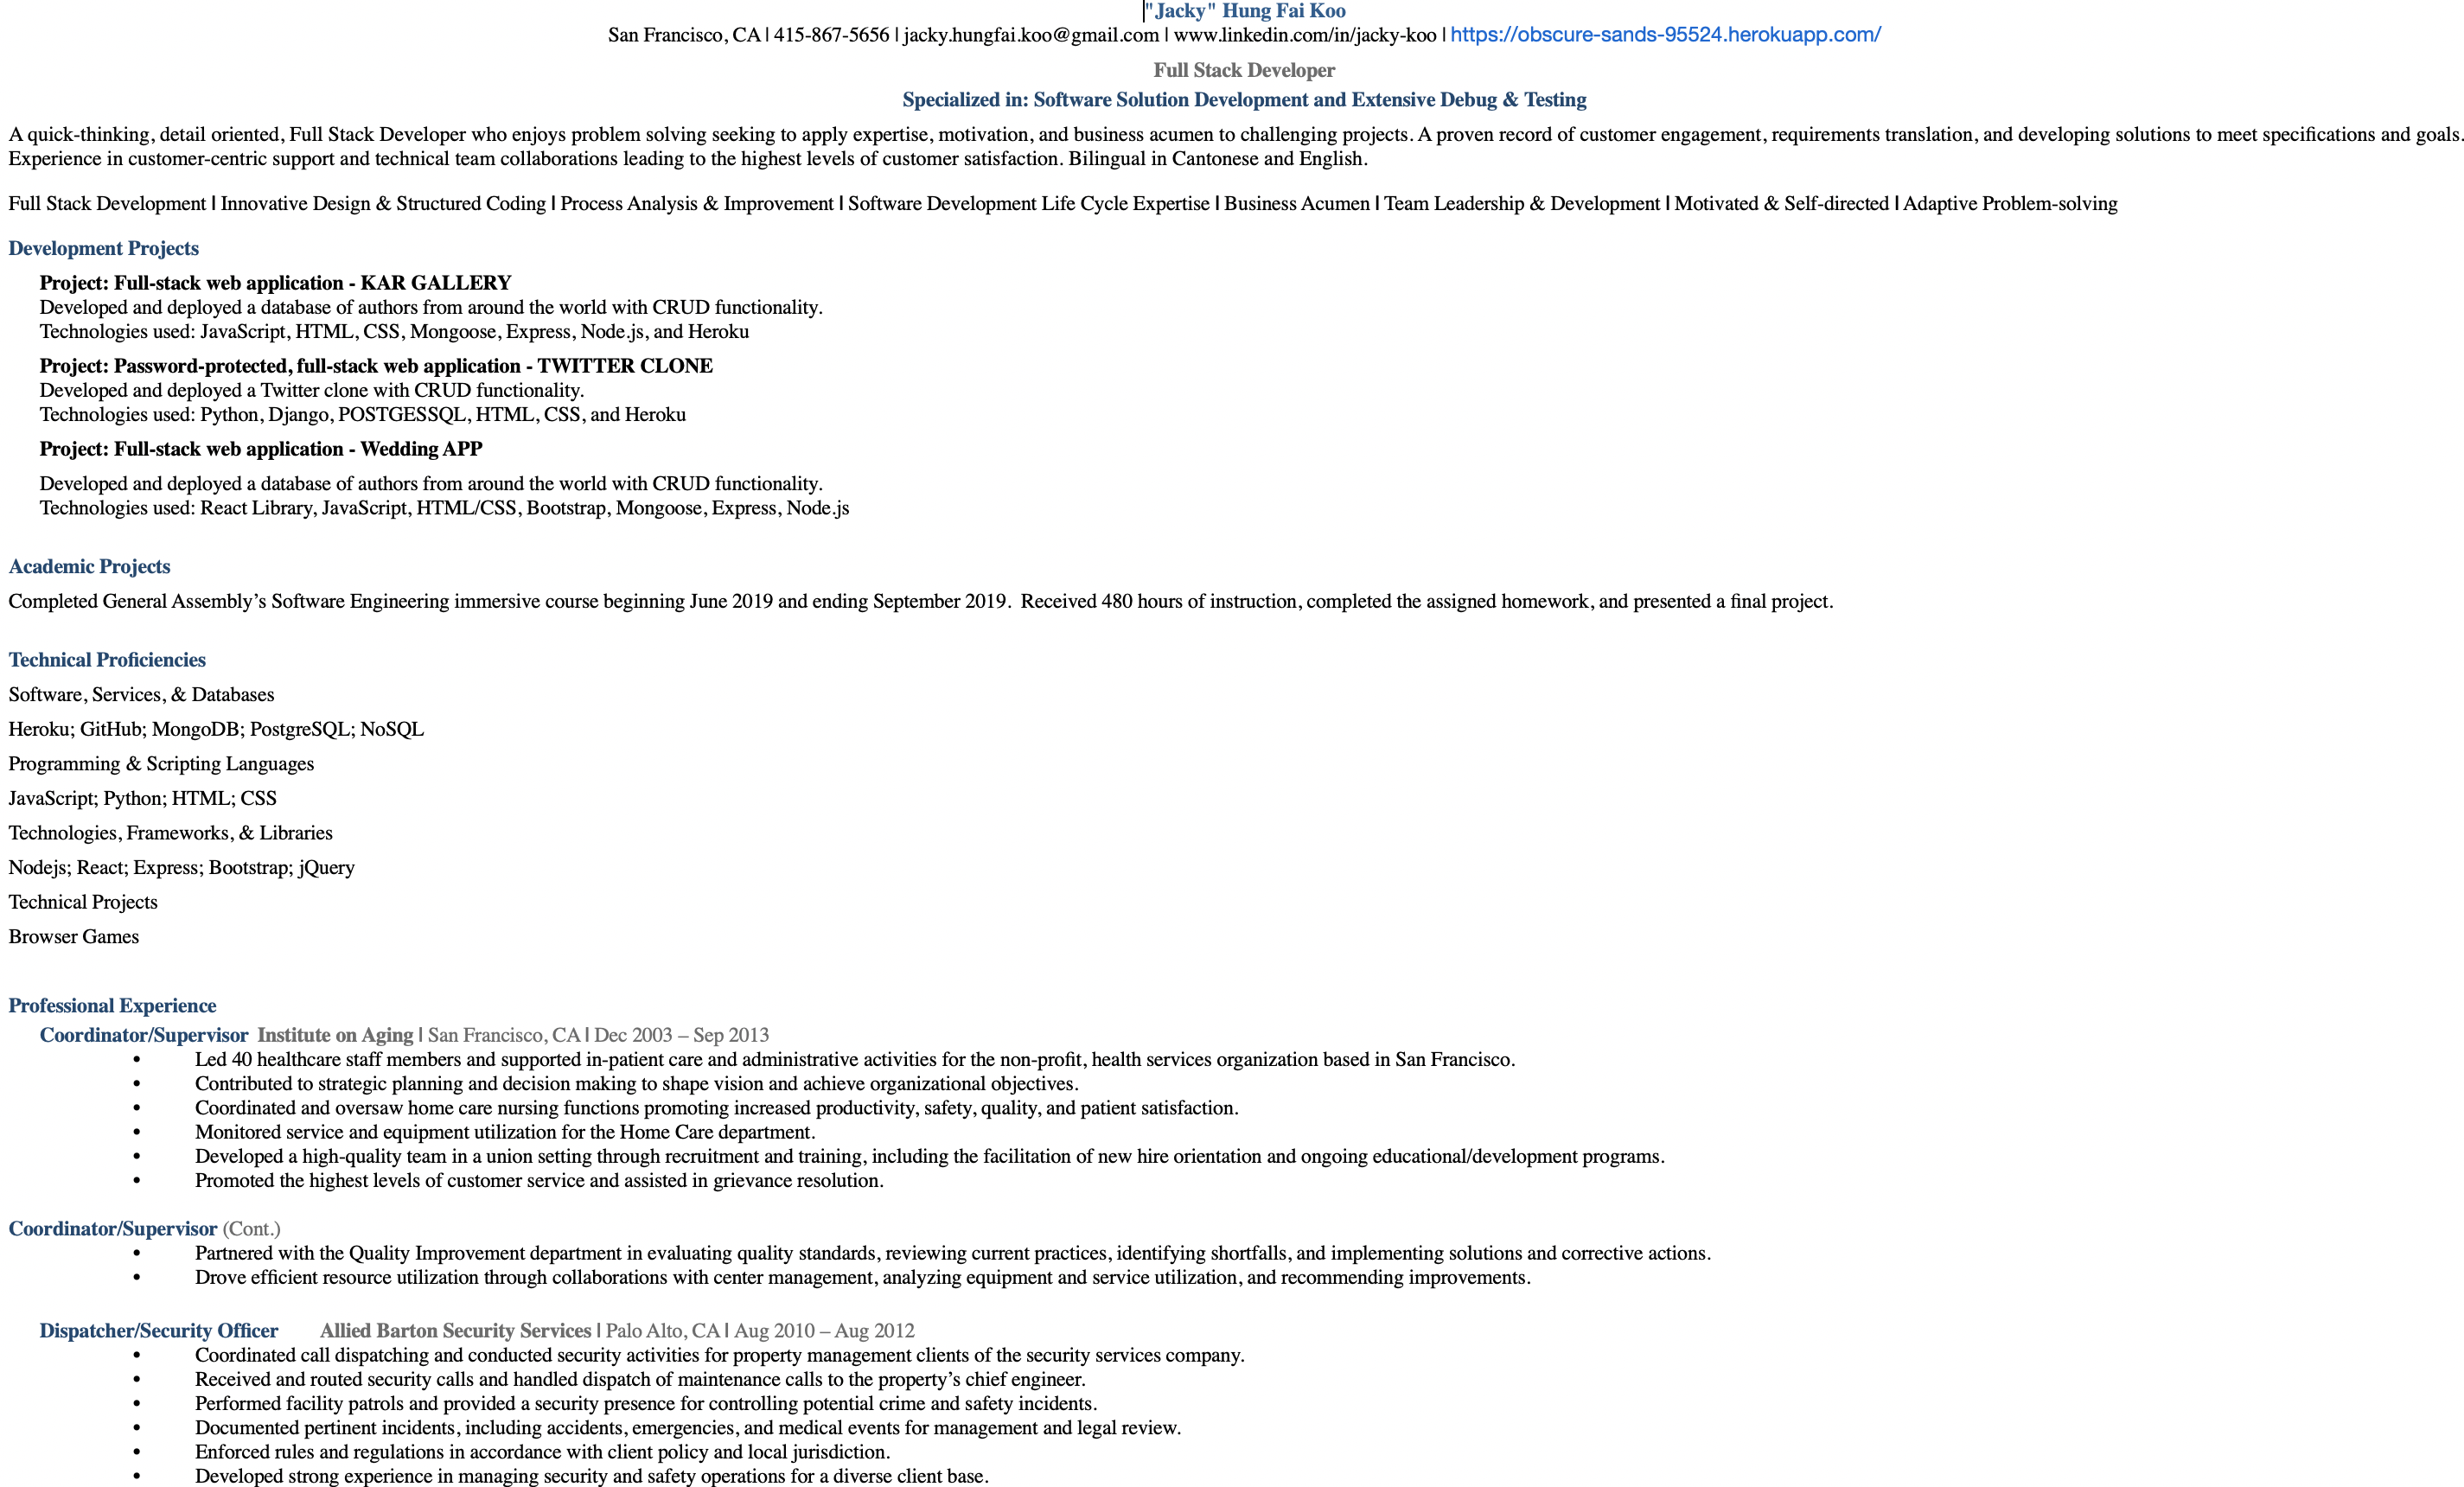 "Jacky" Hung Fai Koo
San Francisco, CA | 415-867-5656 | jacky.hungfai.koo@gmail.com | www.linkedin.com/in/jacky-koo | https://obscure-sands-95524.herokuapp.com/
Full Stack Developer
Specialized in: Software Solution Development and Extensive Debug & Testing
A quick-thinking, detail oriented, Full Stack Developer who enjoys problem solving seeking to apply expertise, motivation, and business acumen to challenging projects. A proven record of customer engagement, requirements translation, and developing solutions to meet specifications and goals.
Experience in customer-centric support and technical team collaborations leading to the highest levels of customer satisfaction. Bilingual in Cantonese and English.
Full Stack Development | Innovative Design & Structured Coding | Process Analysis & Improvement | Software Development Life Cycle Expertise | Business Acumen | Team Leadership & Development | Motivated & Self-directed | Adaptive Problem-solving
Development Projects
Project: Full-stack web application - KAR GALLERY
Developed and deployed a database of authors from around the world with CRUD functionality.
Technologies used: JavaScript, HTML, CSS, Mongoose, Express, Node.js, and Heroku
Project: Password-protected, full-stack web application - TWITTER CLONE
Developed and deployed a Twitter clone with CRUD functionality.
Technologies used: Python, Django, POSTGESSQL, HTML, CSS, and Heroku
Project: Full-stack web application - Wedding APP
Developed and deployed a database of authors from around the world with CRUD functionality.
Technologies used: React Library, JavaScript, HTML/CSS, Bootstrap, Mongoose, Express, Node.js
Academic Projects
Completed General Assembly’s Software Engineering immersive course beginning June 2019 and ending September 2019.  Received 480 hours of instruction, completed the assigned homework, and presented a final project.
Technical Proficiencies
Software, Services, & Databases
Heroku; GitHub; MongoDB; PostgreSQL; NoSQL
Programming & Scripting Languages
JavaScript; Python; HTML; CSS
Technologies, Frameworks, & Libraries
Nodejs; React; Express; Bootstrap; jQuery
Technical Projects
Browser Games
Professional Experience
Coordinator/Supervisor Institute on Aging | San Francisco, CA | Dec 2003 – Sep 2013
• Led 40 healthcare staff members and supported in-patient care and administrative activities for the non-profit, health services organization based in San Francisco.
• Contributed to strategic planning and decision making to shape vision and achieve organizational objectives.
• Coordinated and oversaw home care nursing functions promoting increased productivity, safety, quality, and patient satisfaction.
• Monitored service and equipment utilization for the Home Care department.
• Developed a high-quality team in a union setting through recruitment and training, including the facilitation of new hire orientation and ongoing educational/development programs.
• Promoted the highest levels of customer service and assisted in grievance resolution.
Coordinator/Supervisor (Cont.)
• Partnered with the Quality Improvement department in evaluating quality standards, reviewing current practices, identifying shortfalls, and implementing solutions and corrective actions.
• Drove efficient resource utilization through collaborations with center management, analyzing equipment and service utilization, and recommending improvements.
Dispatcher/Security Officer Allied Barton Security Services | Palo Alto, CA | Aug 2010 – Aug 2012
• Coordinated call dispatching and conducted security activities for property management clients of the security services company.
• Received and routed security calls and handled dispatch of maintenance calls to the property’s chief engineer.
• Performed facility patrols and provided a security presence for controlling potential crime and safety incidents.
• Documented pertinent incidents, including accidents, emergencies, and medical events for management and legal review.
• Enforced rules and regulations in accordance with client policy and local jurisdiction.
• Developed strong experience in managing security and safety operations for a diverse client base.